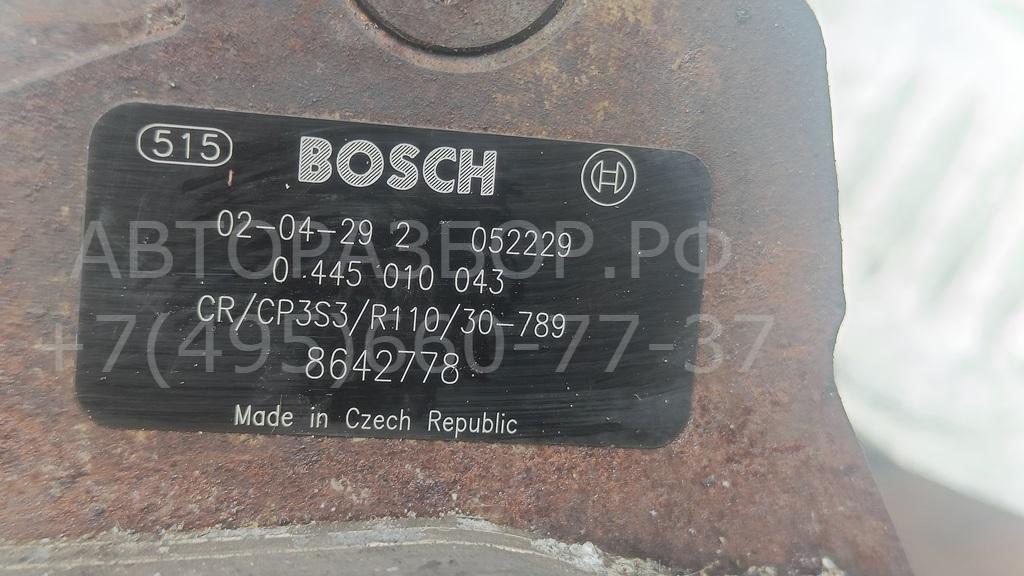 515 BOSCH
02-04-29 2 052229
АВТОРАЗБОР.РФ
0 445 010 043
CR/CP3S3/R110/30-789
+7(495)660-77-37
8642778
Made in Czech Republic